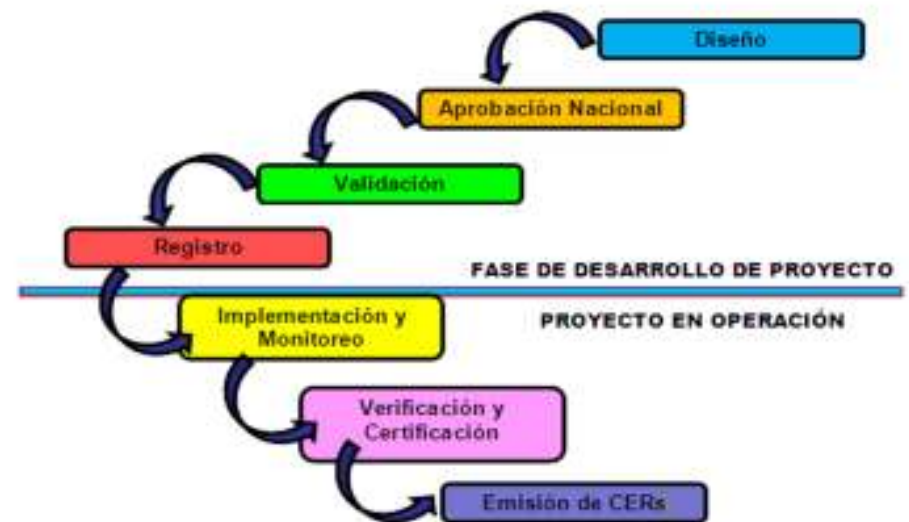 Diseño
Aprobación Nacional
Validación
Registro
FASE DE DESARROLLO DE PROYECTO
PROYECTO EN OPERACIÓN
Implementación y
Monitoreo
Verificación y
Certificación
Emisión de CERs